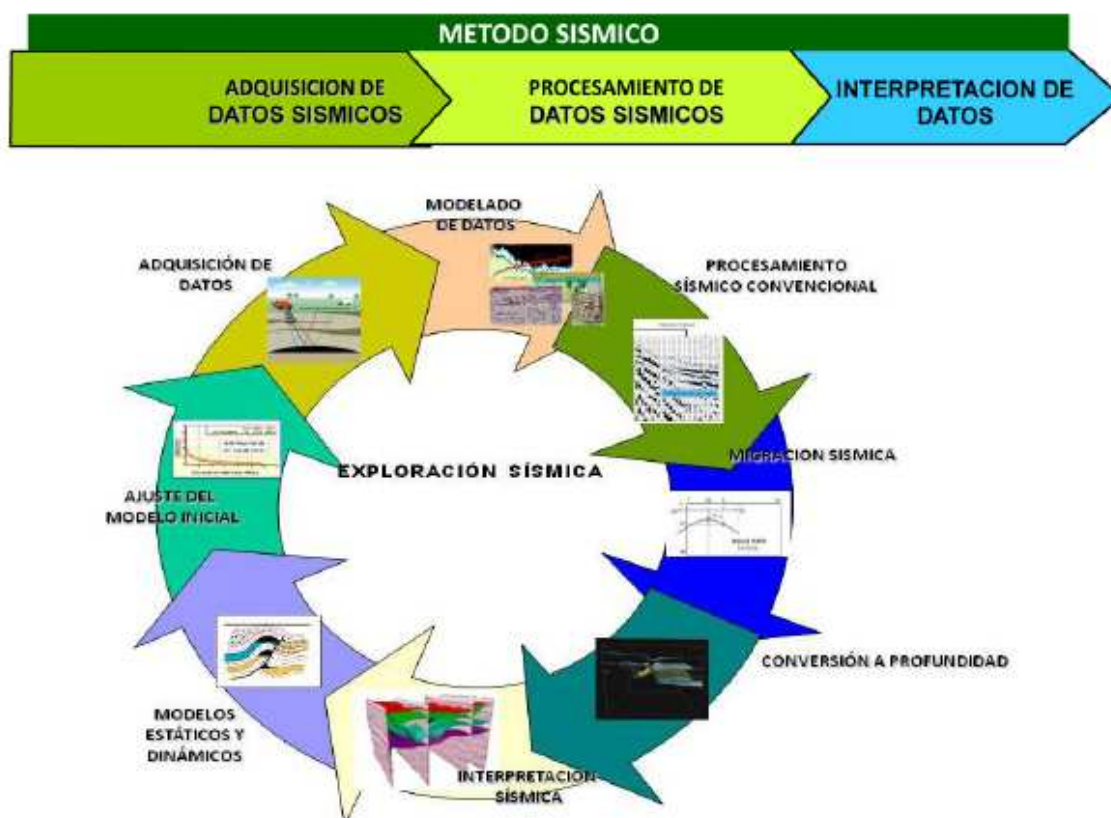 METODO SISMICO
ADQUISICION DE
DATOS SISMICOS
PROCESAMIENTO DE
DATOS SISMICOS
INTERPRETACION DE
DATOS
MODELADO
DE DATOS
ADQUISICIÓN DE
DATOS
PROCESAMIENTO
SÍSMICO CONVENCIONAL
EXPLORACIÓN SÍSMICA
MIGRACION SISMICA
AJUSTE DEL
MODELO INICIAL
CONVERSIÓN A PROFUNDIDAD
MODELOS
ESTÁTICOS Y
DINÁMICOS
INTERPRETACIÓN
SÍSMICA